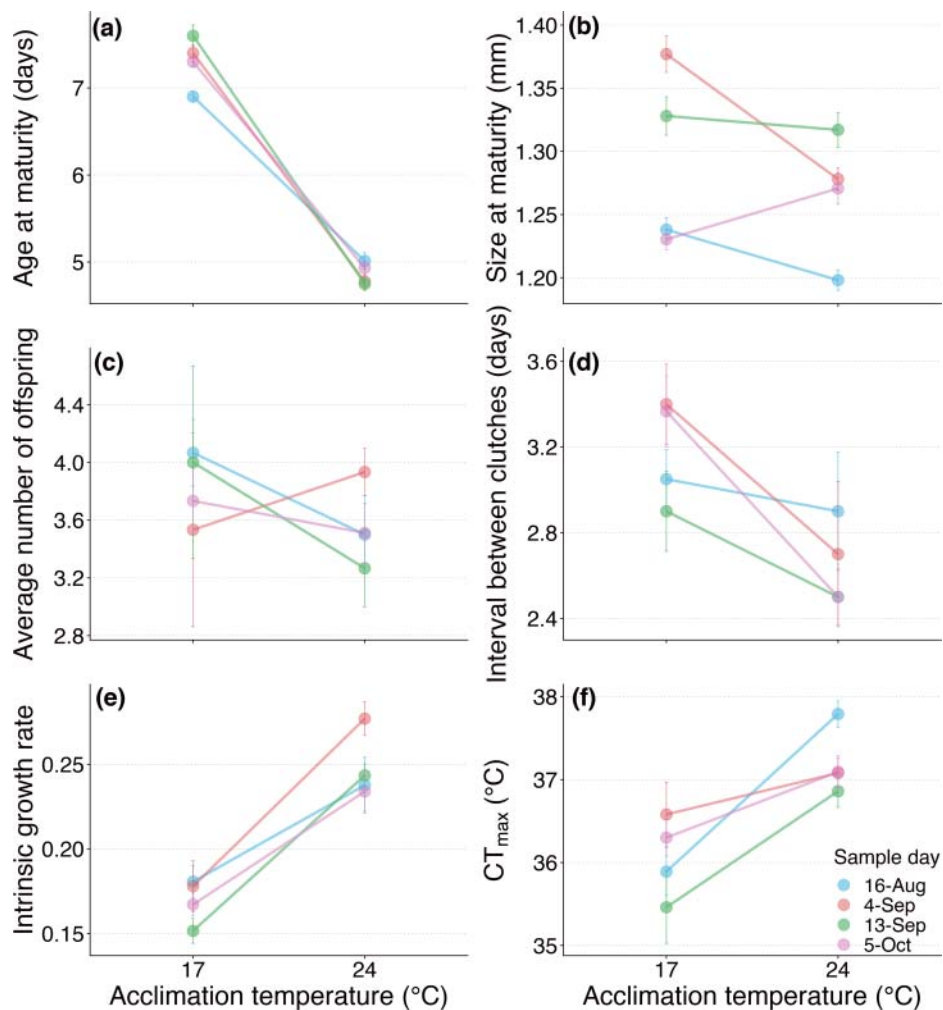 (a)
Age at maturity (days)
7
6
5
(b)
Size at maturity (mm)
1.40
1.35
1.30
1.25
1.20
(c)
Average number of offspring
4.4
4.0
3.6
3.2
2.8
(d)
Interval between clutches (days)
3.6
3.2
2.8
2.4
(e)
Intrinsic growth rate
0.25
0.20
0.15
17 24
Acclimation temperature (°C)
(f)
CTmax (°C)
38
37
36
35
Sample day
16-Aug
4-Sep
13-Sep
5-Oct
17 24
Acclimation temperature (°C)